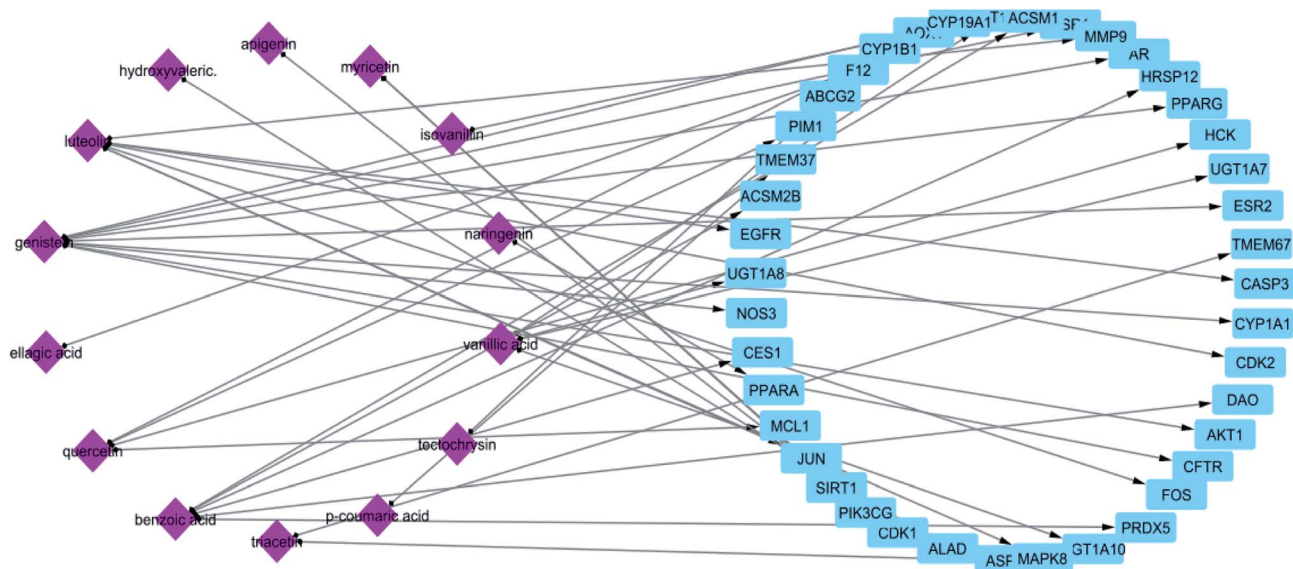 apigenin
hydroxyvaleric.
myricetin
luteolin
isovanillin
genistein
naringenin
ellagic acid
vanillic acid
quercetin
tectochrysin
benzoic acid
p-coumaric acid
triacetin
CYP19A1
ACSM1
MMP9
CYP1B1
AR
F12
HRSP12
ABCG2
PPARG
PIM1
HCK
TMEM37
UGT1A7
ACSM2B
ESR2
EGFR
TMEM67
UGT1A8
CASP3
NOS3
CYP1A1
CES1
CDK2
PPARA
DAO
MCL1
AKT1
JUN
CFTR
SIRT1
FOS
PIK3CG
PRDX5
CDK1
ALAD
MAPK8
GT1A10